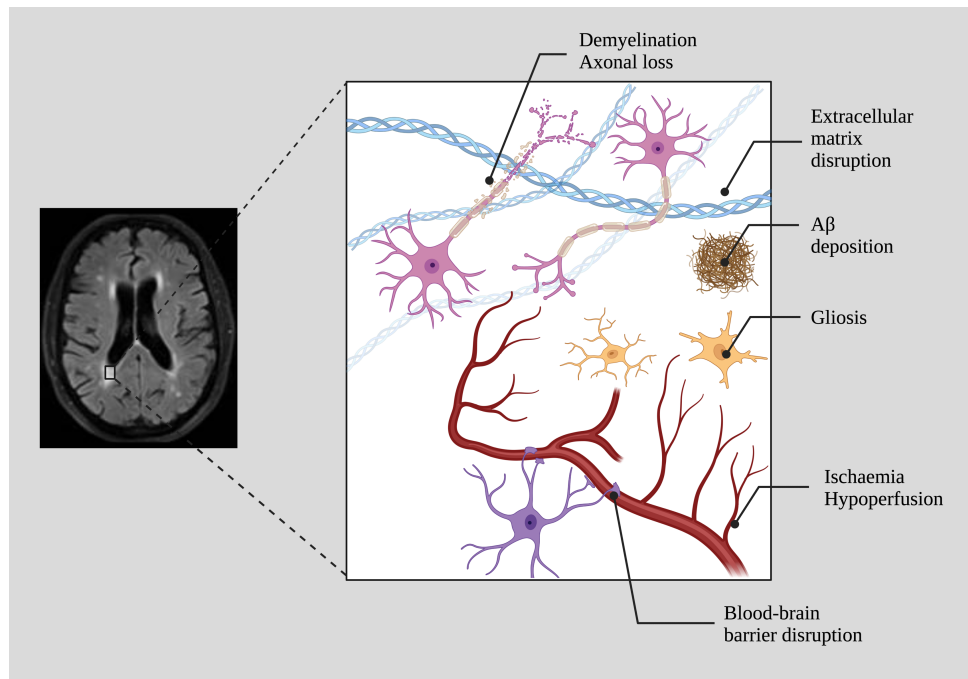 Demyelination
Axonal loss
Extracellular
matrix
disruption
Aβ
deposition
Gliosis
Ischaemia
Hypoperfusion
Blood-brain
barrier disruption